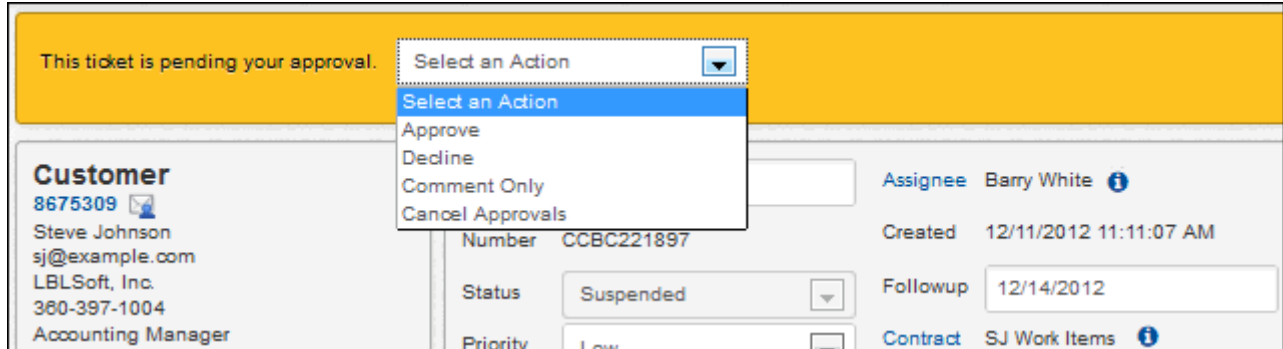 This ticket is pending your approval. Select an Action
Select an Action
Approve
Decline
Comment Only
Cancel Approvals
Customer
8675309
Steve Johnson
sj@example.com
LBLSoft, Inc.
360-397-1004
Accounting Manager
Number CCBC221897
Status Suspended
Priority Low
Assignee Barry White
Created 12/11/2012 11:11:07 AM
Followup 12/14/2012
Contract SJ Work Items